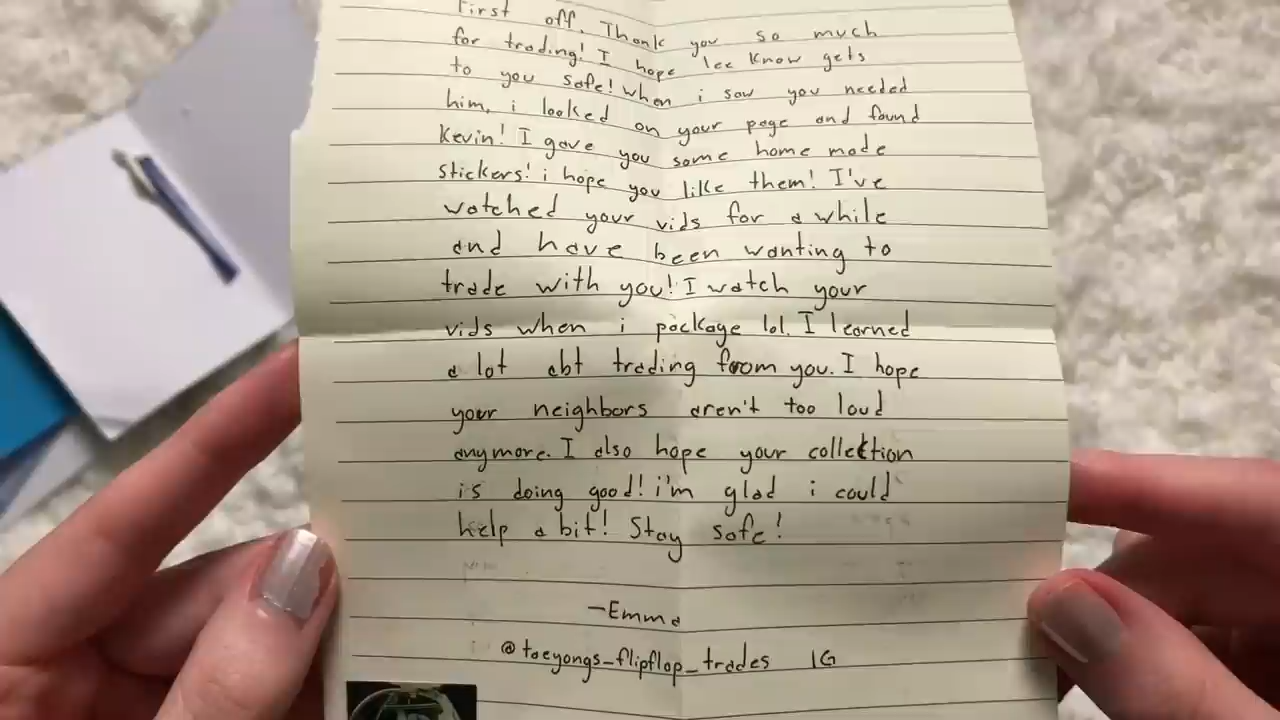 First off, Thank you so much
for trading! I hope lee know gets
to you safe! When i saw you needed
him, i looked on your page and found
Kevin! I gave you some home made
stickers! i hope you like them! I've
watched your vids for a while
and have been wanting to
trade with you! I watch your
vids when i package lol. I learned
a lot abt trading from you. I hope
your neighbors aren't too loud
anymore. I also hope your collection
is doing good! i'm glad i could
help a bit! Stay safe!
-Emma
@taeyongs_flipflop_trades IG